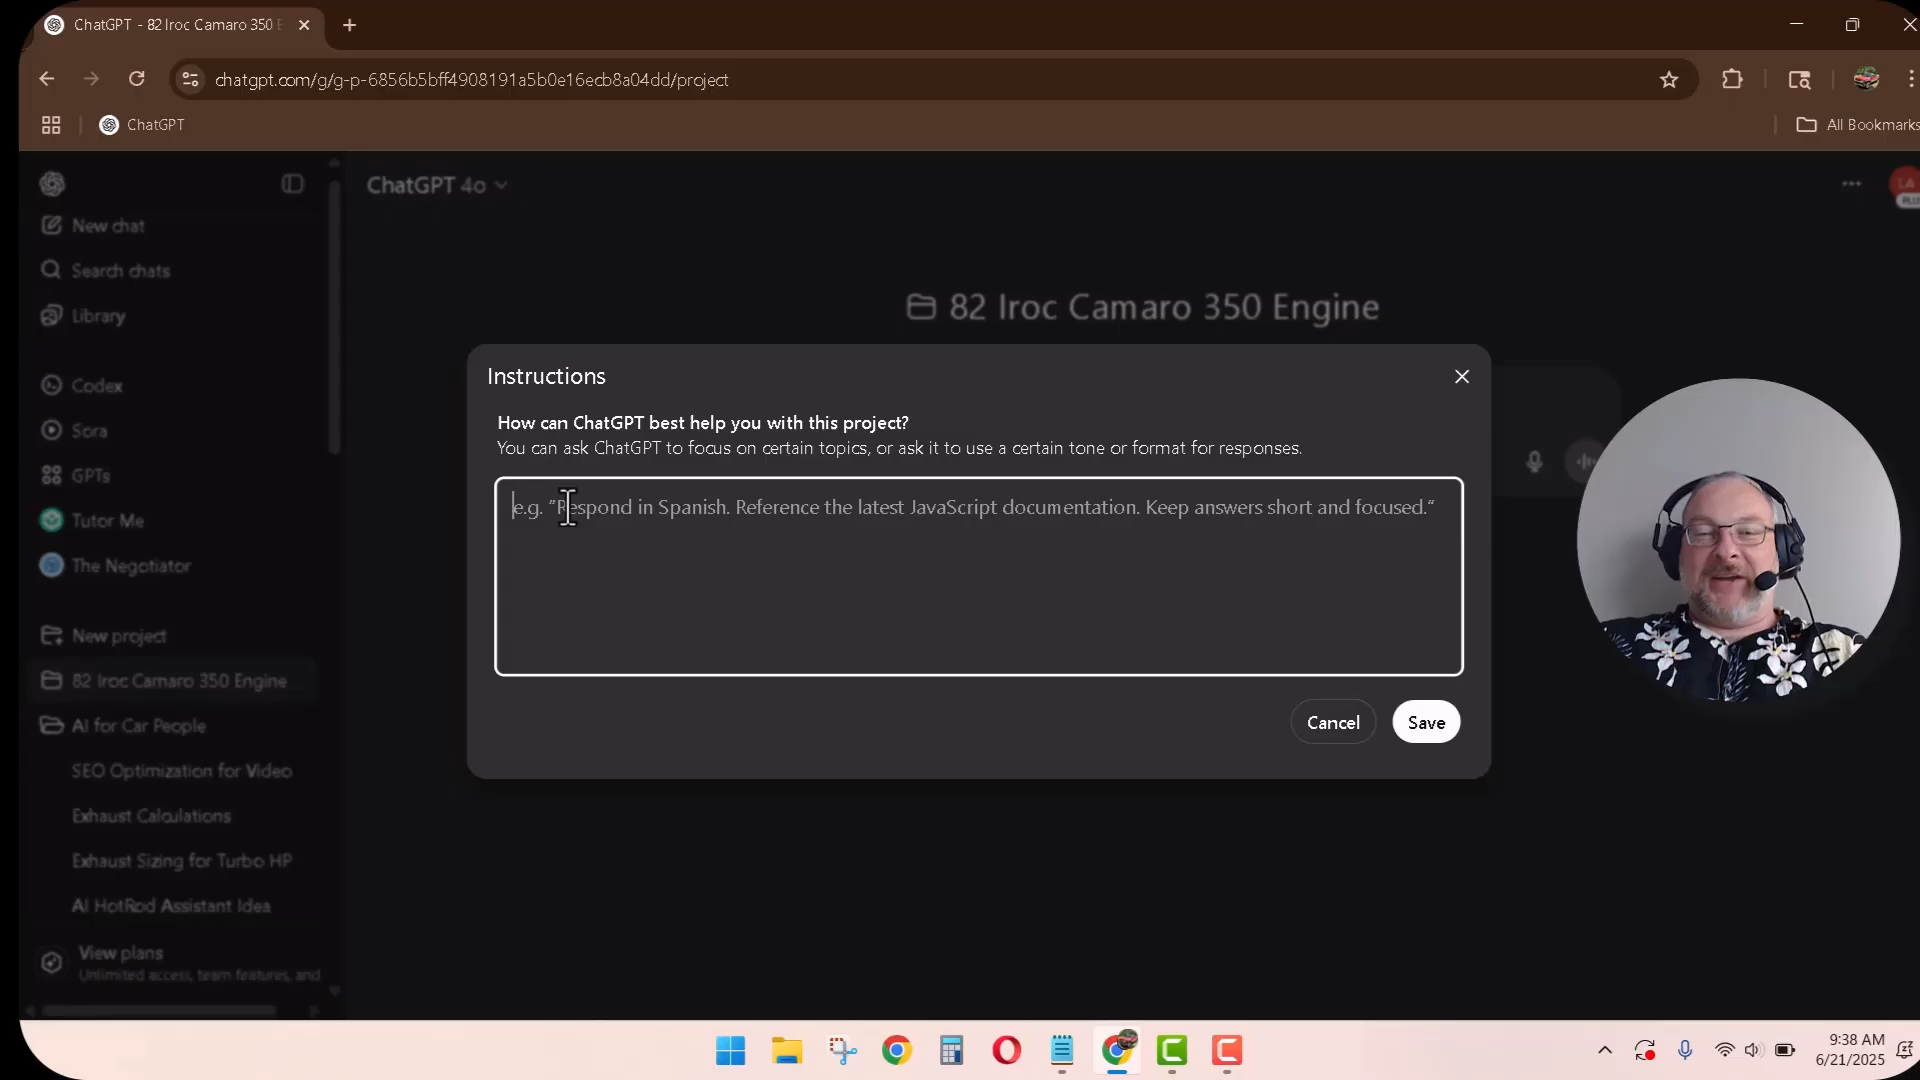 ChatGPT - 82 Iroc Camaro 350 E
chatgpt.com/g/g-p-6856b5bff4908191a5b0e16ecb8a04dd/project
ChatGPT
All Bookmarks
ChatGPT 4o
LA
New chat
Search chats
Library
Codex
Sora
GPTs
Tutor Me
The Negotiator
New project
82 Iroc Camaro 350 Engine
AI for Car People
SEO Optimization for Video
Exhaust Calculations
Exhaust Sizing for Turbo HP
AI HotRod Assistant Idea
View plans
Unlimited access, team features, and
82 Iroc Camaro 350 Engine
Instructions
How can ChatGPT best help you with this project?
You can ask ChatGPT to focus on certain topics, or ask it to use a certain tone or format for responses.
e.g. "Respond in Spanish. Reference the latest JavaScript documentation. Keep answers short and focused."
Cancel
Save
9:38 AM
6/21/2025